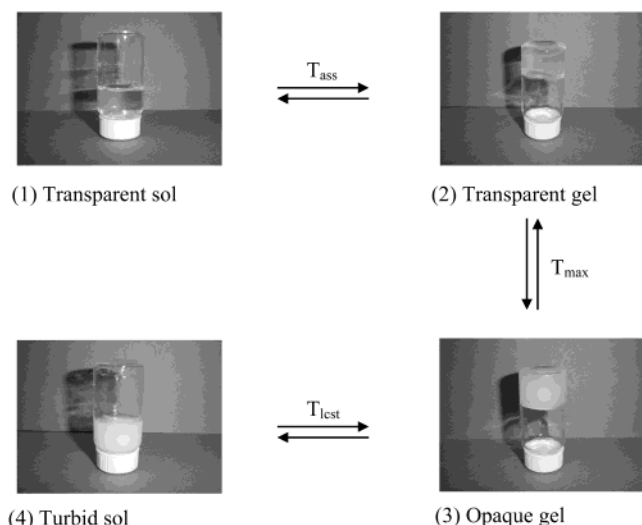 T_ass
(1) Transparent sol
(2) Transparent gel
T_max
T_lcst
(4) Turbid sol
(3) Opaque gel